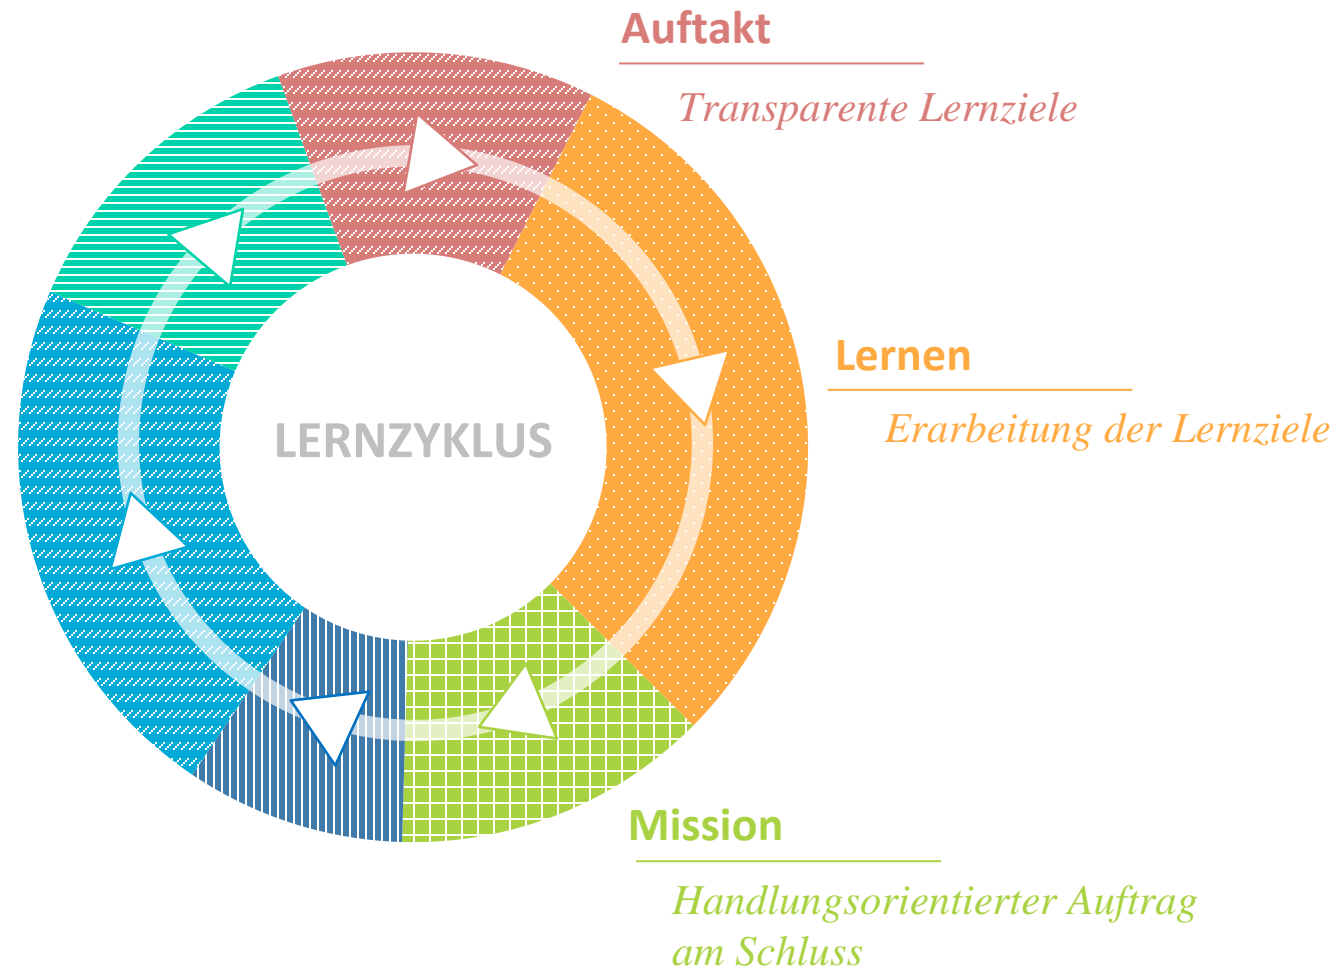 Auftakt
Transparente Lernziele
Lernen
Erarbeitung der Lernziele
LERNZYKLUS
Mission
Handlungsorientierter Auftrag
am Schluss